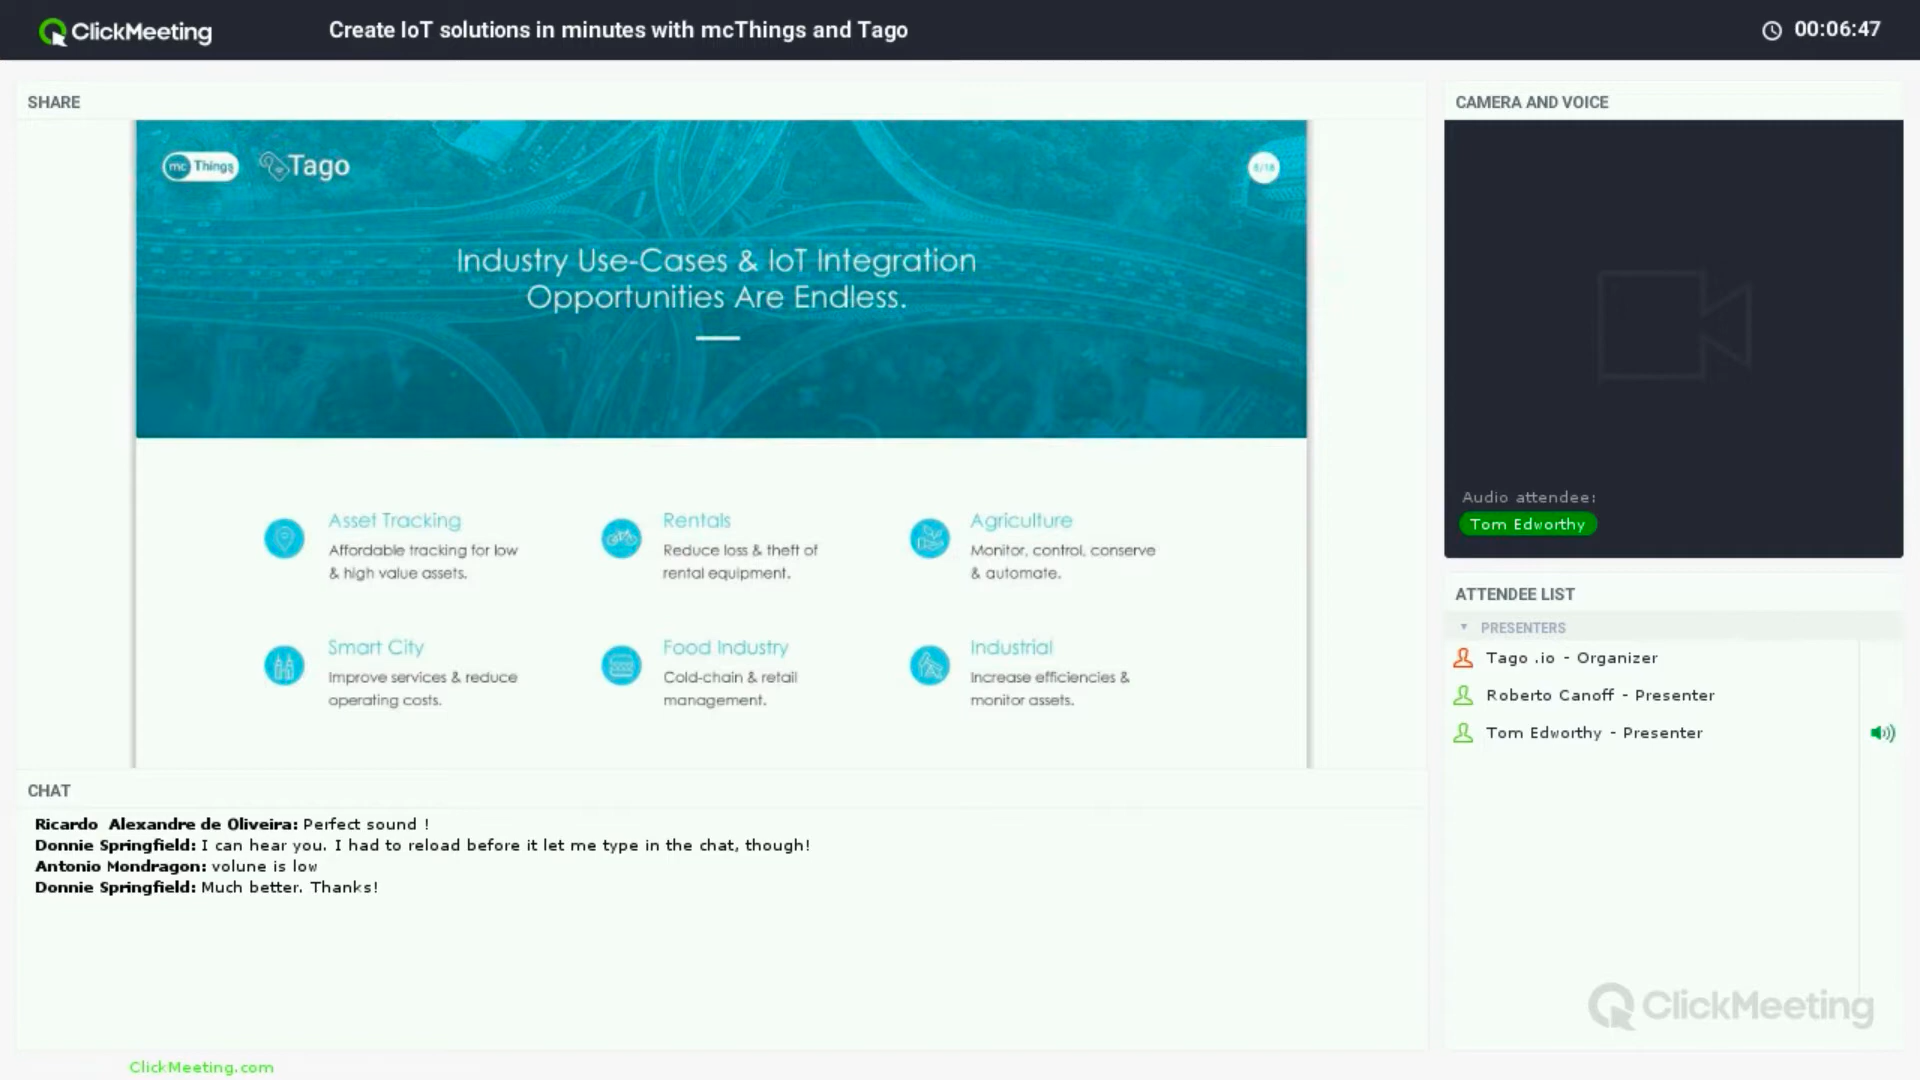 ClickMeeting
Create IoT solutions in minutes with mcThings and Tago
00:06:47
SHARE
mc Things
Tago
Industry Use-Cases & IoT Integration
Opportunities Are Endless.
Asset Tracking
Affordable tracking for low
& high value assets.
Rentals
Reduce loss & theft of
rental equipment.
Agriculture
Monitor, control, conserve
& automate.
Smart City
Improve services & reduce
operating costs.
Food Industry
Cold-chain & retail
management.
Industrial
Increase efficiencies &
monitor assets.
CHAT
Ricardo Alexandre de Oliveira: Perfect sound !
Donnie Springfield: I can hear you. I had to reload before it let me type in the chat, though!
Antonio Mondragon: volune is low
Donnie Springfield: Much better. Thanks!
CAMERA AND VOICE
Audio attendee:
Tom Edworthy
ATTENDEE LIST
PRESENTERS
Tago .io - Organizer
Roberto Canoff - Presenter
Tom Edworthy - Presenter
ClickMeeting
ClickMeeting.com